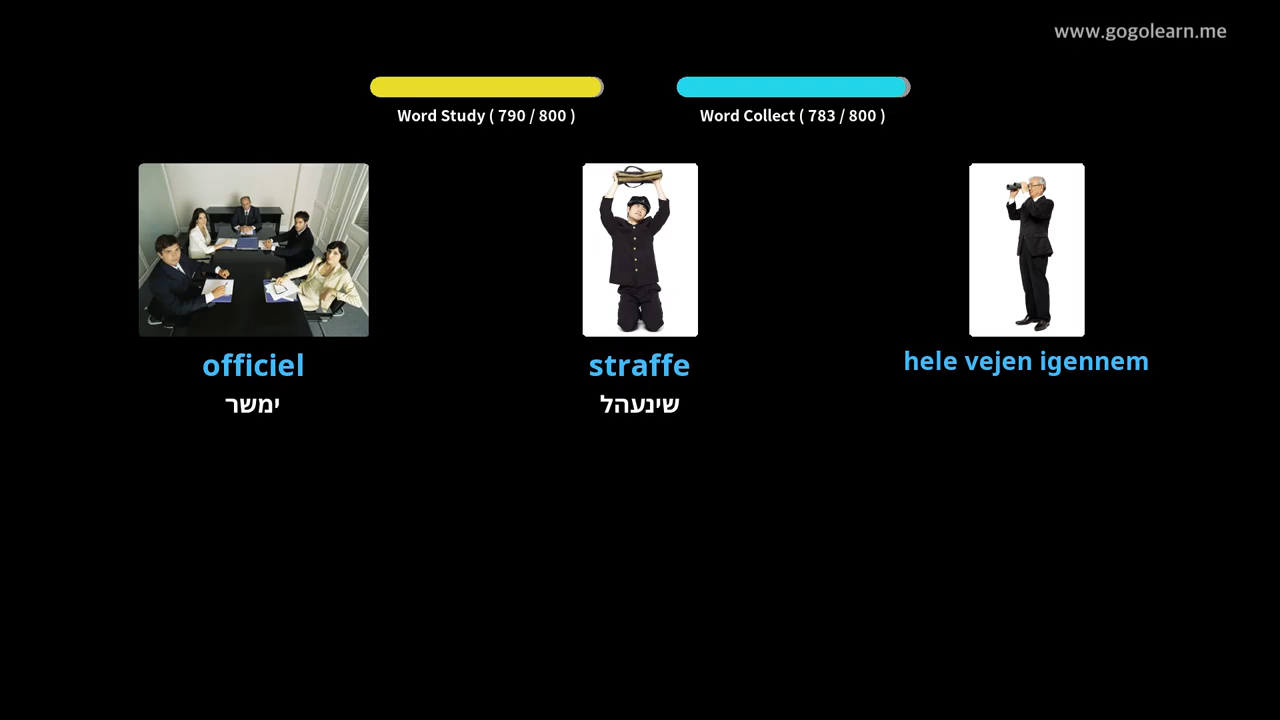 www.gogolearn.me
Word Study ( 790 / 800 )
Word Collect ( 783 / 800 )
officiel
ימשר
straffe
שינעהל
hele vejen igennem